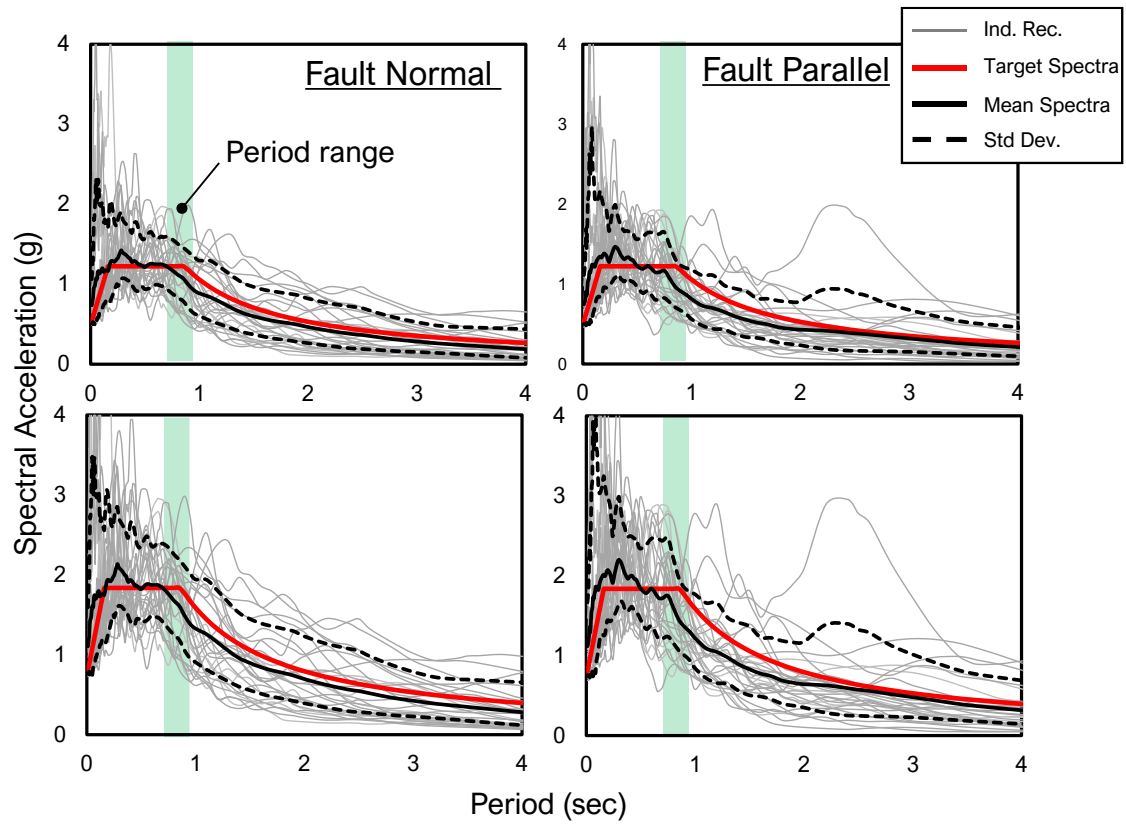 Ind. Rec.
Target Spectra
Mean Spectra
Std Dev.
Fault Normal
Fault Parallel
Period range
Spectral Acceleration (g)
4
3
2
1
0
0 1 2 3 4
4
3
2
1
0
0 1 2 3 4
4
3
2
1
0
0 1 2 3 4
4
3
2
1
0
0 1 2 3 4
Period (sec)